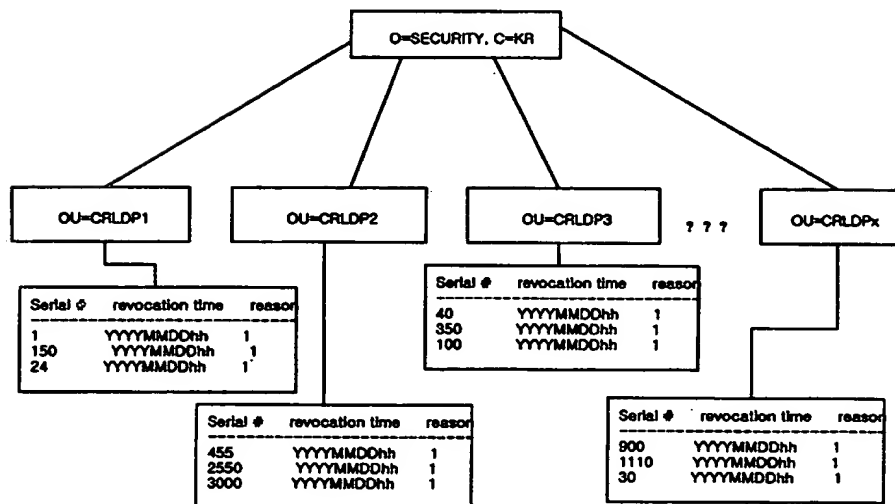 O=SECURITY, C=KR
OU=CRLDP1
OU=CRLDP2
OU=CRLDP3
? ? ?
OU=CRLDPx
Serial # revocation time reason
1 YYYYMMDDhh 1
150 YYYYMMDDhh 1
24 YYYYMMDDhh 1
Serial # revocation time reason
40 YYYYMMDDhh 1
350 YYYYMMDDhh 1
100 YYYYMMDDhh 1
Serial # revocation time reason
455 YYYYMMDDhh 1
2550 YYYYMMDDhh 1
3000 YYYYMMDDhh 1
Serial # revocation time reason
900 YYYYMMDDhh 1
1110 YYYYMMDDhh 1
30 YYYYMMDDhh 1